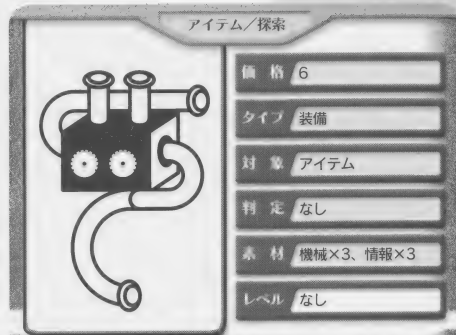 アイテム／探索
価格 6
タイプ 装備
対象 アイテム
判定 なし
素材 機械×3、情報×3
レベル なし